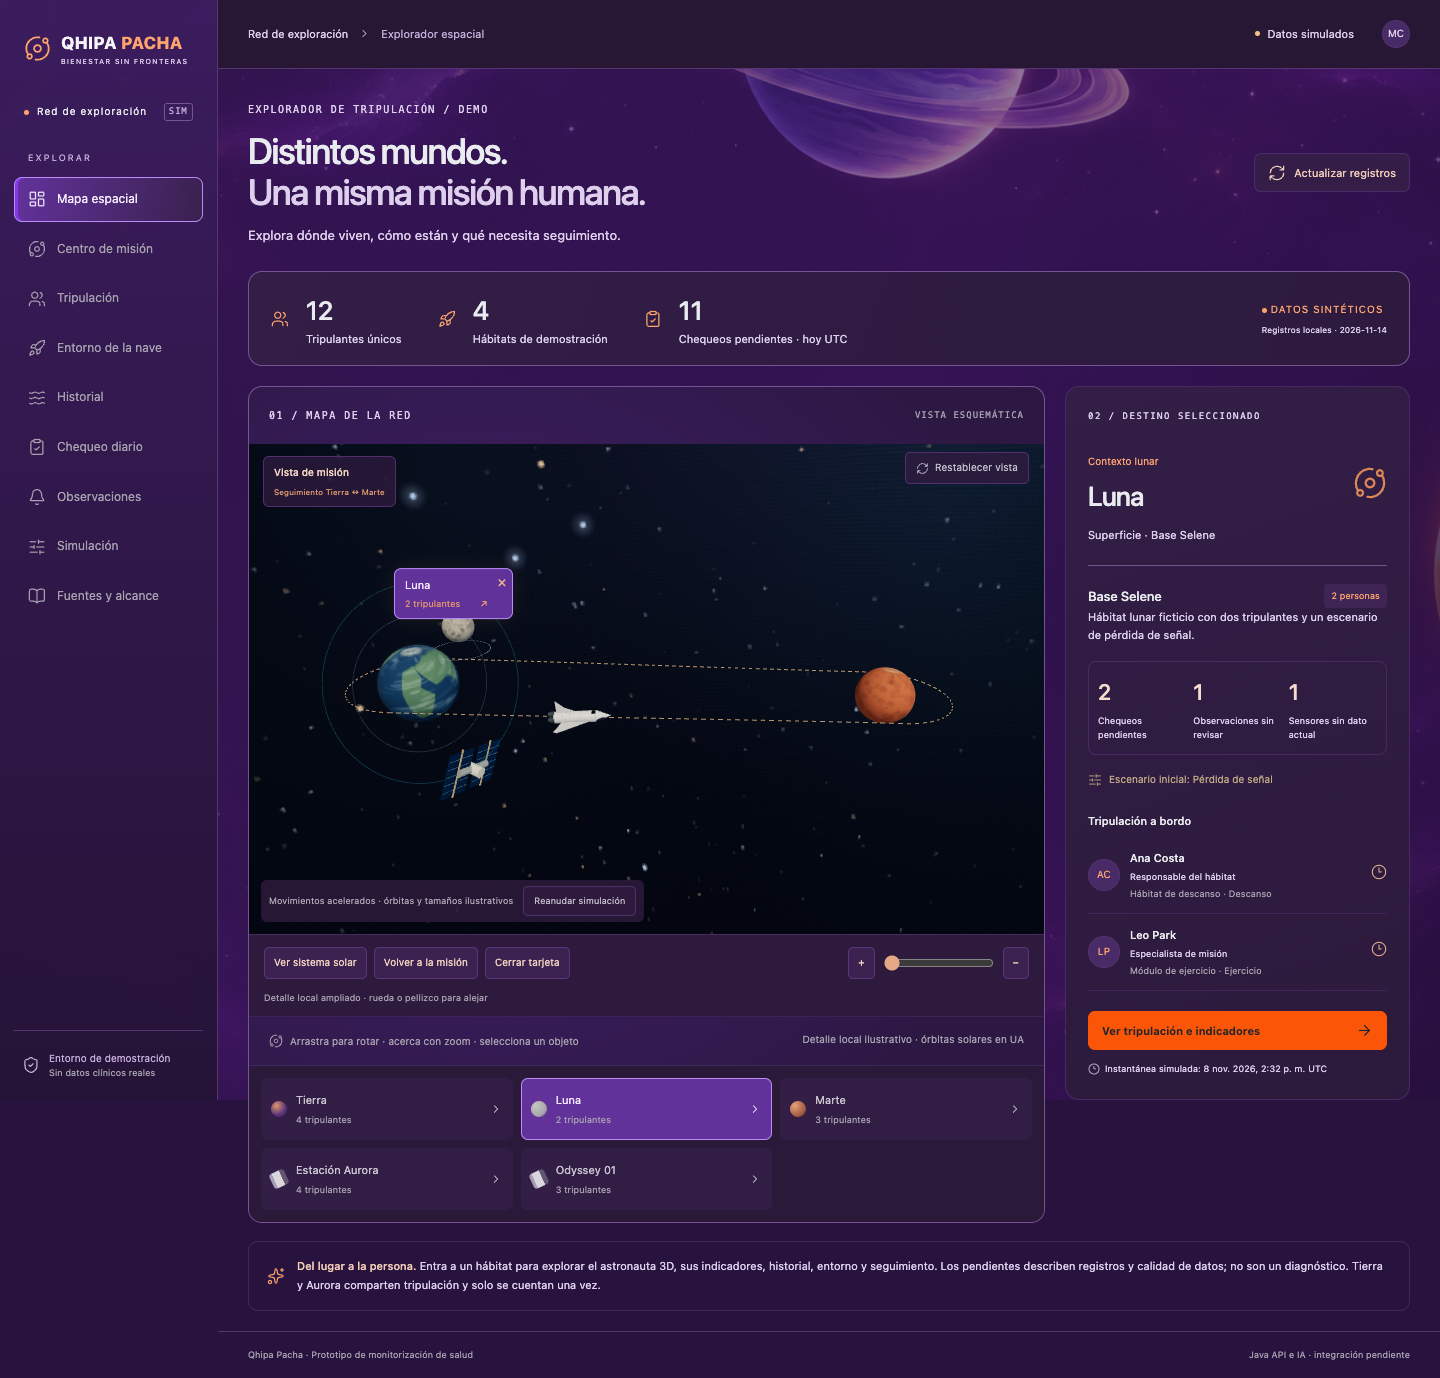 QHIPA PACHA
BIENESTAR SIN FRONTERAS
Red de exploración
SIM
EXPLORAR
Mapa espacial
Centro de misión
Tripulación
Entorno de la nave
Historial
Chequeo diario
Observaciones
Simulación
Fuentes y alcance
Entorno de demostración
Sin datos clínicos reales
Red de exploración
Explorador espacial
Datos simulados
MC
EXPLORADOR DE TRIPULACIÓN / DEMO
Distintos mundos.
Una misma misión humana.
Explora dónde viven, cómo están y qué necesita seguimiento.
Actualizar registros
12
Tripulantes únicos
4
Hábitats de demostración
11
Chequeos pendientes · hoy UTC
DATOS SINTÉTICOS
Registros locales · 2026-11-14
01 / MAPA DE LA RED
VISTA ESQUEMÁTICA
Vista de misión
Seguimiento Tierra ↔ Marte
Restablecer vista
Luna
×
2 tripulantes ↗
Movimientos acelerados · órbitas y tamaños ilustrativos
Reanudar simulación
Ver sistema solar
Volver a la misión
Cerrar tarjeta
+
−
Detalle local ampliado · rueda o pellizco para alejar
Arrastra para rotar · acerca con zoom · selecciona un objeto
Detalle local ilustrativo · órbitas solares en UA
Tierra
4 tripulantes
Luna
2 tripulantes
Marte
3 tripulantes
Estación Aurora
4 tripulantes
Odyssey 01
3 tripulantes
02 / DESTINO SELECCIONADO
Contexto lunar
Luna
Superficie · Base Selene
Base Selene
2 personas
Hábitat lunar ficticio con dos tripulantes y un escenario
de pérdida de señal.
2
Chequeos
pendientes
1
Observaciones sin
revisar
1
Sensores sin dato
actual
Escenario inicial: Pérdida de señal
Tripulación a bordo
AC
Ana Costa
Responsable del hábitat
Hábitat de descanso · Descanso
LP
Leo Park
Especialista de misión
Módulo de ejercicio · Ejercicio
Ver tripulación e indicadores
Instantánea simulada: 8 nov. 2026, 2:32 p. m. UTC
Del lugar a la persona. Entra a un hábitat para explorar el astronauta 3D, sus indicadores, historial, entorno y seguimiento. Los pendientes describen registros y calidad de datos; no son un diagnóstico. Tierra
y Aurora comparten tripulación y solo se cuentan una vez.
Qhipa Pacha · Prototipo de monitorización de salud
Java API e IA · integración pendiente